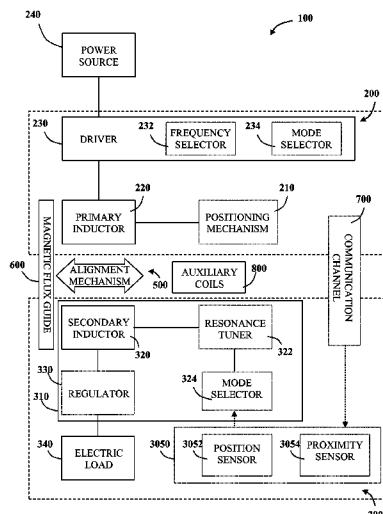 240
100
POWER
SOURCE
200
230
232
234
DRIVER
FREQUENCY
SELECTOR
MODE
SELECTOR
220
210
700
PRIMARY
INDUCTOR
POSITIONING
MECHANISM
600
MAGNETIC FLUX GUIDE
ALIGNMENT
MECHANISM
500
AUXILIARY
COILS
800
COMMUNICATION
CHANNEL
SECONDARY
INDUCTOR
RESONANCE
TUNER
320
322
330
324
REGULATOR
MODE
SELECTOR
310
340
3050
3052
3054
ELECTRIC
LOAD
POSITION
SENSOR
PROXIMITY
SENSOR